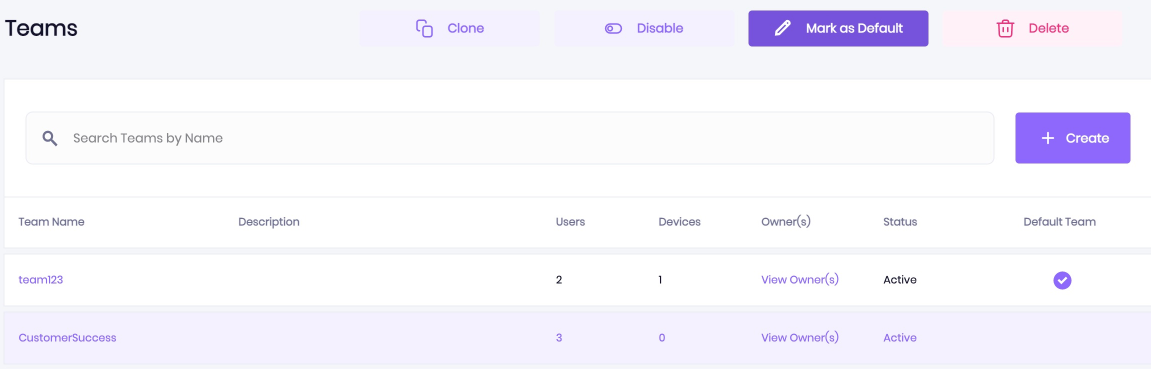 Teams
Clone
Disable
Mark as Default
Delete
Search Teams by Name
Create
Team Name Description Users Devices Owner(s) Status Default Team
team123 2 1 View Owner(s) Active
CustomerSuccess 3 0 View Owner(s) Active